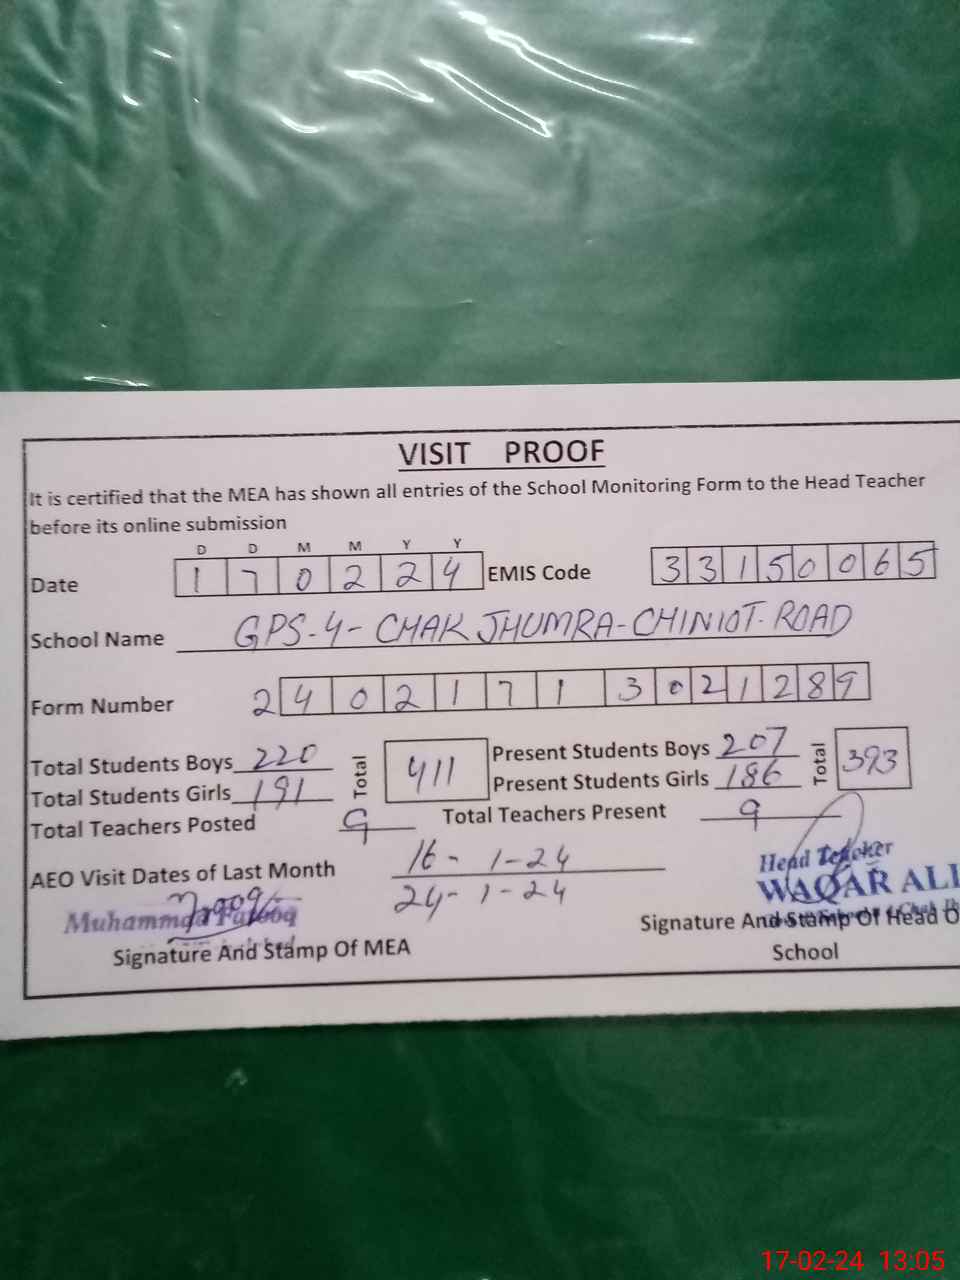 VISIT PROOF
It is certified that the MEA has shown all entries of the School Monitoring Form to the Head Teacher
before its online submission
D D M M Y Y
Date 1 7 0 2 2 4 EMIS Code 3 3 1 5 0 0 6 5
School Name GPS-4-CHAK JHUMRA-CHINIOT-ROAD
Form Number 2 4 0 2 1 7 1 3 0 2 1 2 8 9
Total Students Boys 220 Total 411 Present Students Boys 207 Total 393
Total Students Girls 191 Present Students Girls 186
Total Teachers Posted 9 Total Teachers Present 9
AEO Visit Dates of Last Month 16-1-24
24-1-24
Head Teacher
WAQAR ALI
Muhammad Farooq
Signature And Stamp Of MEA
Signature And Stamp Of Head O
School
17-02-24 13:05